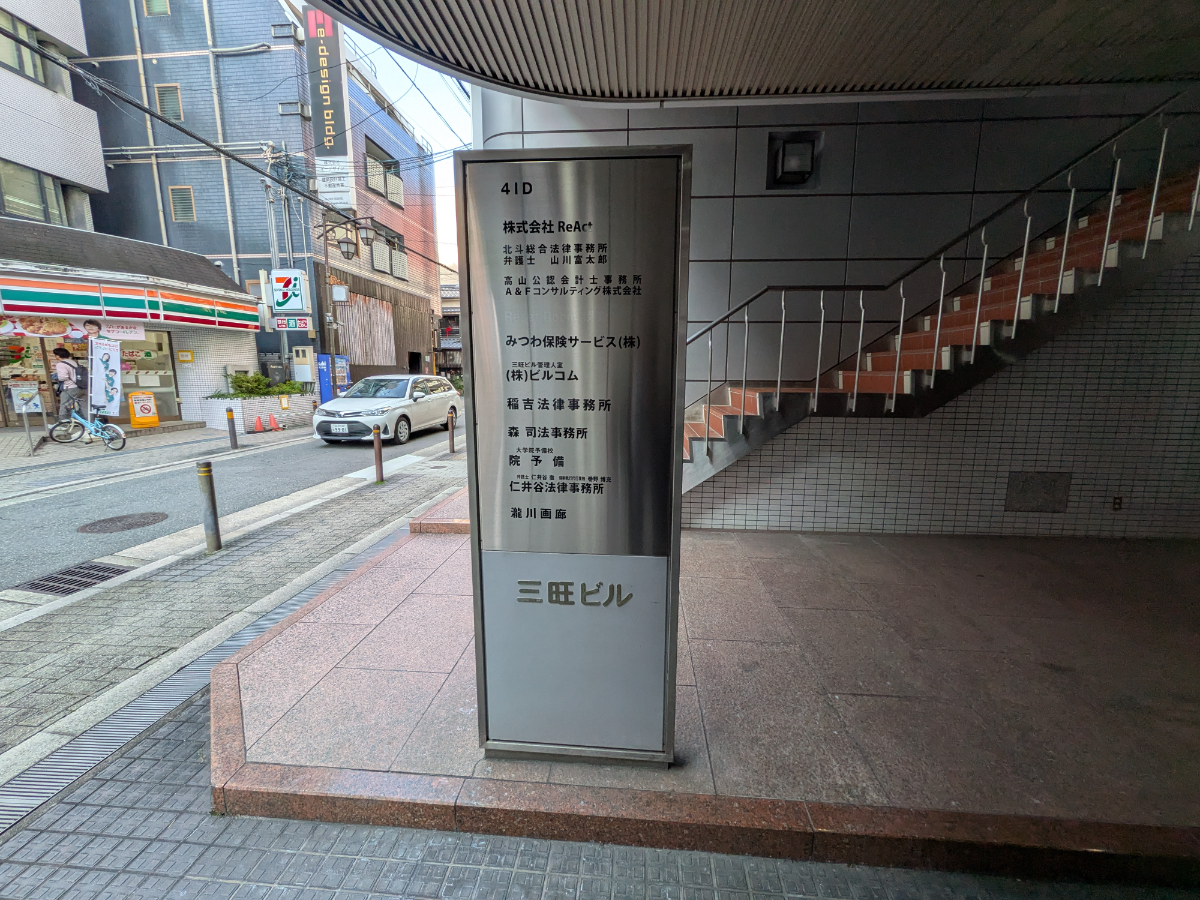 41D
株式会社 ReAct
北斗総合法律事務所
弁護士 山川富太郎
高山公認会計士事務所
A＆Fコンサルティング株式会社
みつわ保険サービス(株)
三旺ビル管理人室
(株)ビルコム
稲吉法律事務所
森 司法事務所
大学院予備校
院 予 備
仁井谷法律事務所
瀧川画廊
三旺ビル
e-design bldg.
たばこ